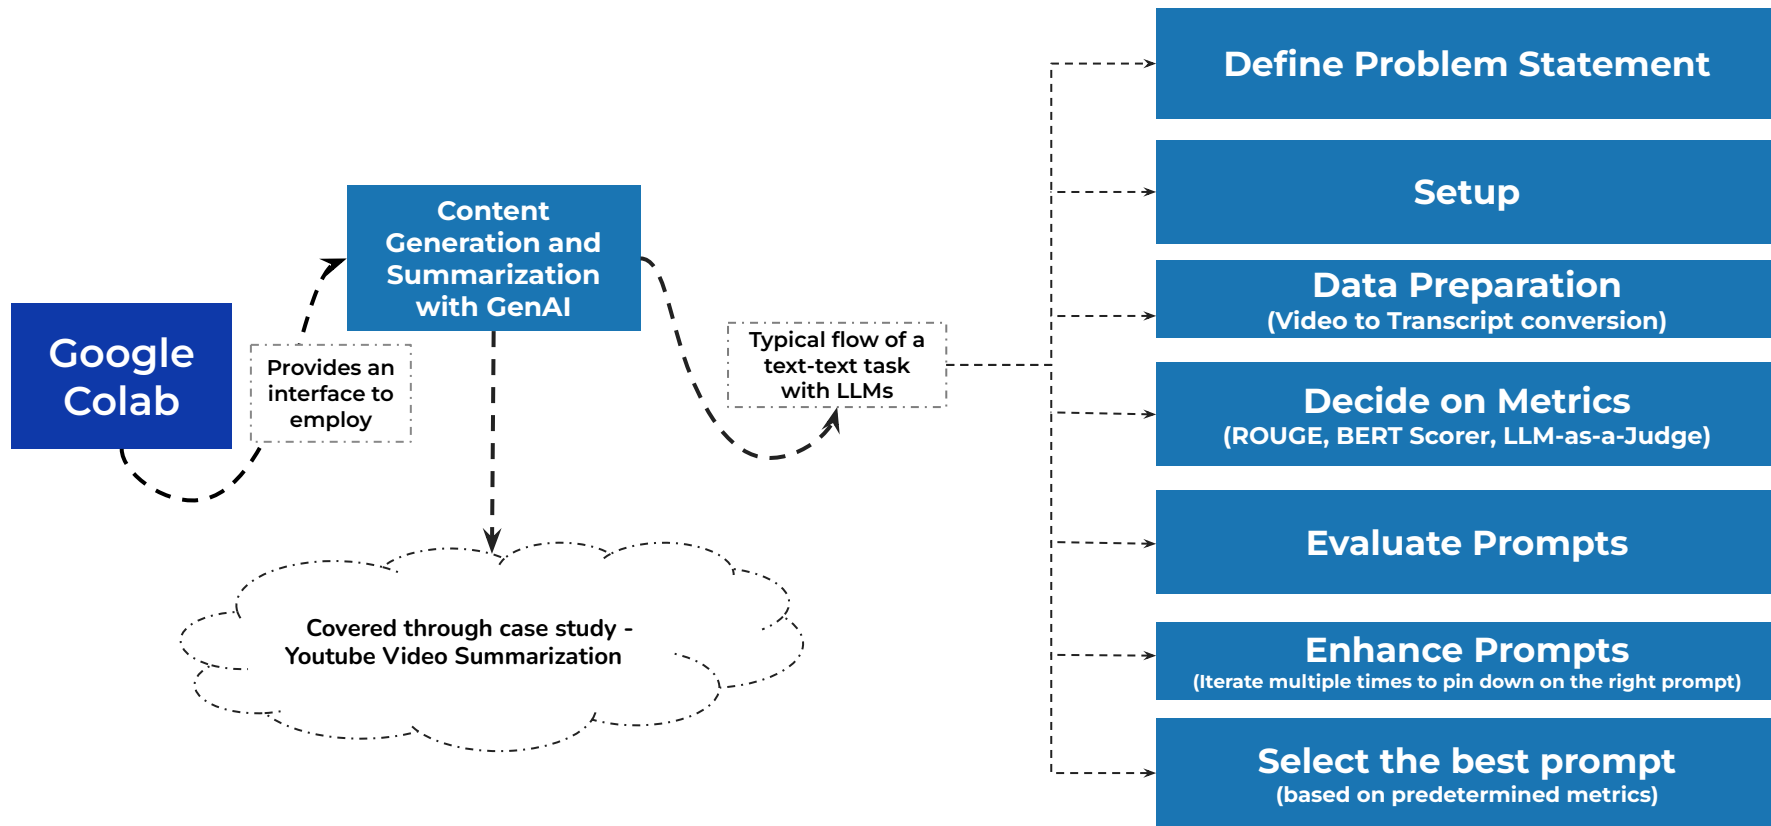 Google
Colab
Provides an
interface to
employ
Content
Generation and
Summarization
with GenAI
Covered through case study -
Youtube Video Summarization
Typical flow of a
text-text task
with LLMs
Define Problem Statement
Setup
Data Preparation
(Video to Transcript conversion)
Decide on Metrics
(ROUGE, BERT Scorer, LLM-as-a-Judge)
Evaluate Prompts
Enhance Prompts
(Iterate multiple times to pin down on the right prompt)
Select the best prompt
(based on predetermined metrics)